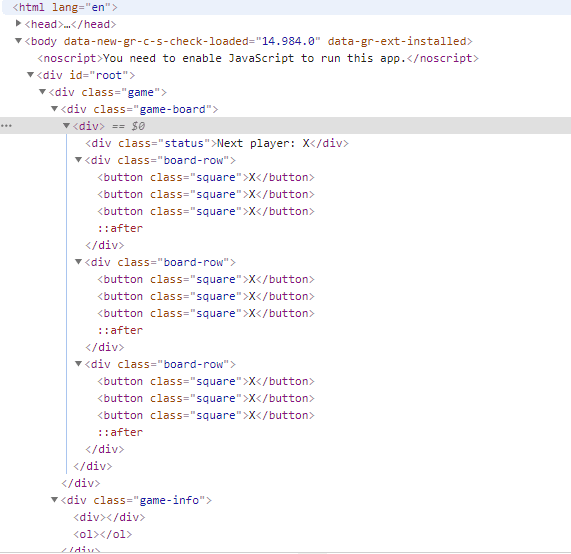 <html lang="en">
<head>…</head>
<body data-new-gr-c-s-check-loaded="14.984.0" data-gr-ext-installed>
<noscript>You need to enable JavaScript to run this app.</noscript>
<div id="root">
<div class="game">
<div class="game-board">
<div> == $0
<div class="status">Next player: X</div>
<div class="board-row">
<button class="square">X</button>
<button class="square">X</button>
<button class="square">X</button>
::after
</div>
<div class="board-row">
<button class="square">X</button>
<button class="square">X</button>
<button class="square">X</button>
::after
</div>
<div class="board-row">
<button class="square">X</button>
<button class="square">X</button>
<button class="square">X</button>
::after
</div>
</div>
</div>
<div class="game-info">
<div></div>
<ol></ol>
</div>